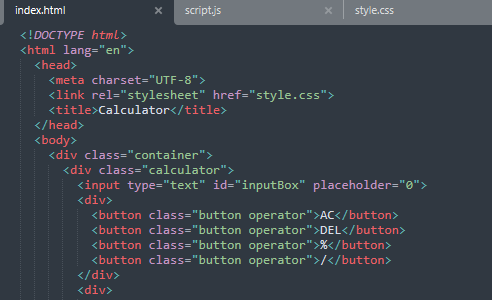 index.html script.js style.css
<!DOCTYPE html>
<html lang="en">
<head>
<meta charset="UTF-8">
<link rel="stylesheet" href="style.css">
<title>Calculator</title>
</head>
<body>
<div class="container">
<div class="calculator">
<input type="text" id="inputBox" placeholder="0">
<div>
<button class="button operator">AC</button>
<button class="button operator">DEL</button>
<button class="button operator">%</button>
<button class="button operator">/</button>
</div>
<div>